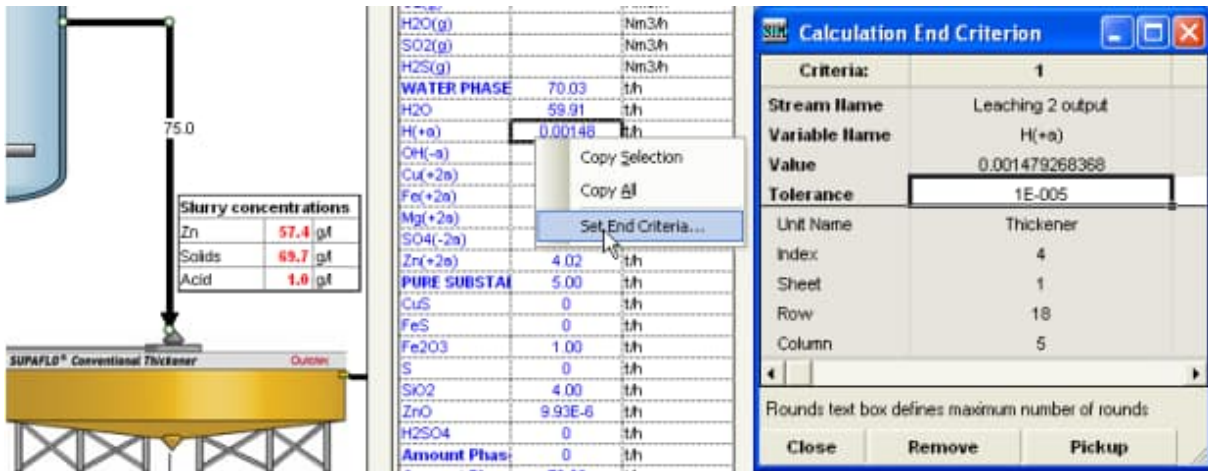 75.0
Slurry concentrations
Zn 57.4 g/l
Solids 69.7 g/l
Acid 1.0 g/l
SUPAFLO® Conventional Thickener
H2O(g) Nm3/h
SO2(g) Nm3/h
H2S(g) Nm3/h
WATER PHASE 70.03 t/h
H2O 59.91 t/h
H(+a) 0.00148 t/h
OH(-a)
Cu(+2a)
Fe(+2a)
Mg(+2a)
SO4(-2a)
Zn(+2a) 4.02 t/h
PURE SUBSTAI 5.00 t/h
CuS 0 t/h
FeS 0 t/h
Fe2O3 1.00 t/h
S 0 t/h
SiO2 4.00 t/h
ZnO 9.93E-6 t/h
H2SO4 0 t/h
Amount Phas 0 t/h
Copy Selection
Copy All
Set End Criteria...
Calculation End Criterion
Criteria: 1
Stream Name Leaching 2 output
Variable Name H(+a)
Value 0.001479268368
Tolerance 1E-005
Unit Name Thickener
Index 4
Sheet 1
Row 18
Column 5
Rounds text box defines maximum number of rounds
Close Remove Pickup